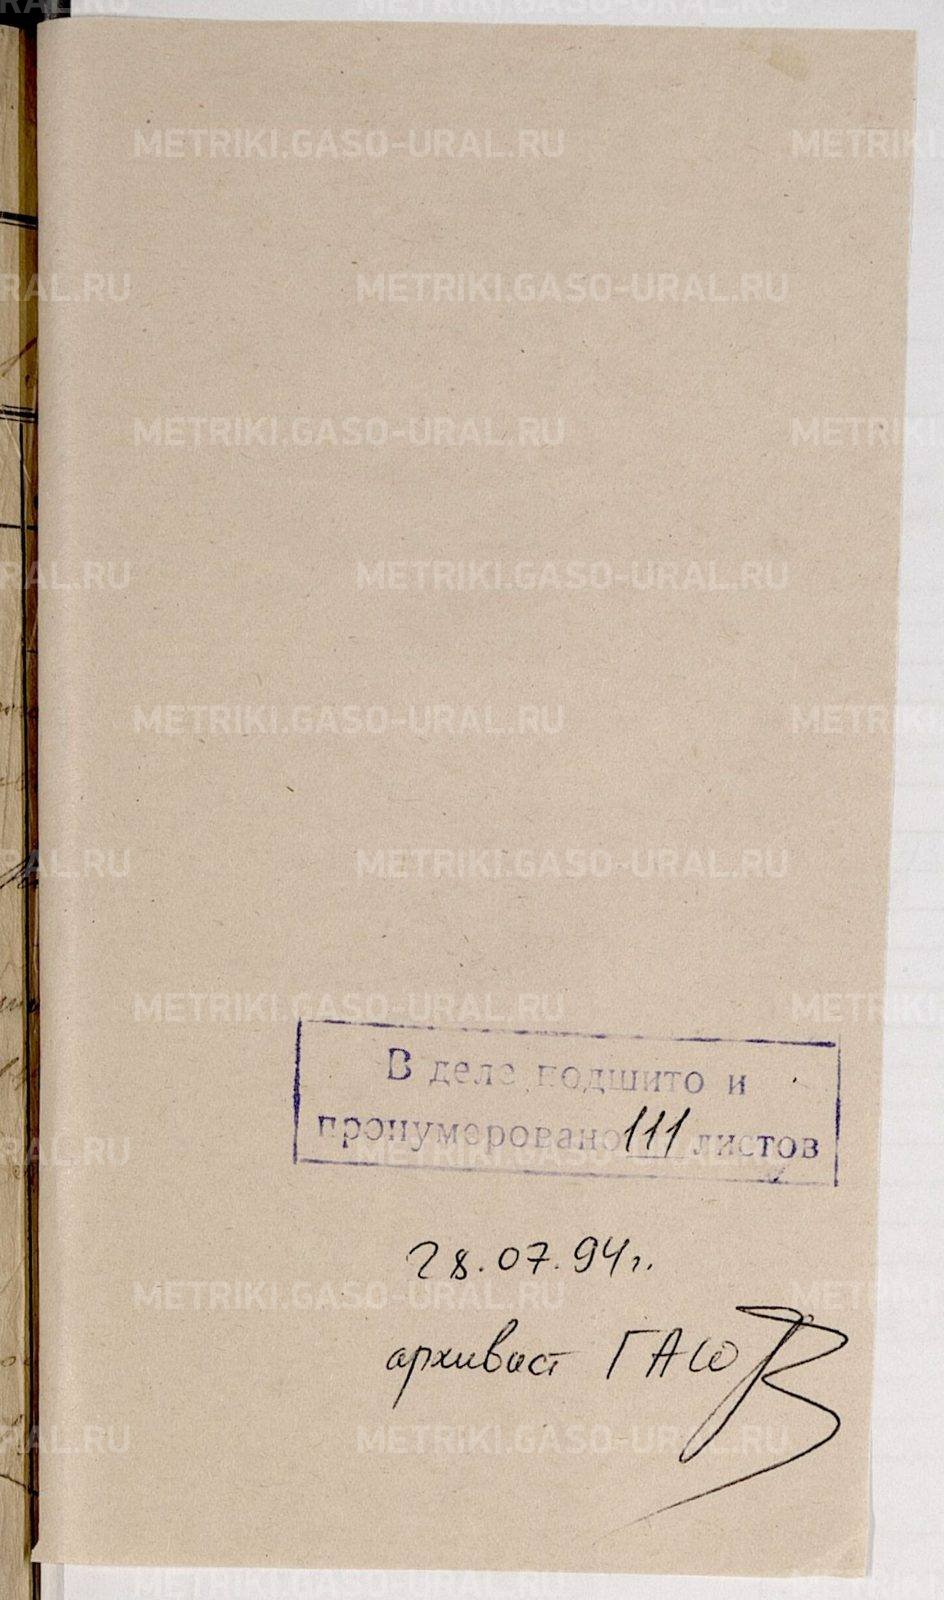 В деле подшито и
пронумеровано 111 листов
28.07.94г.
архивист ГАСО
METRIKI.GASO-URAL.RU